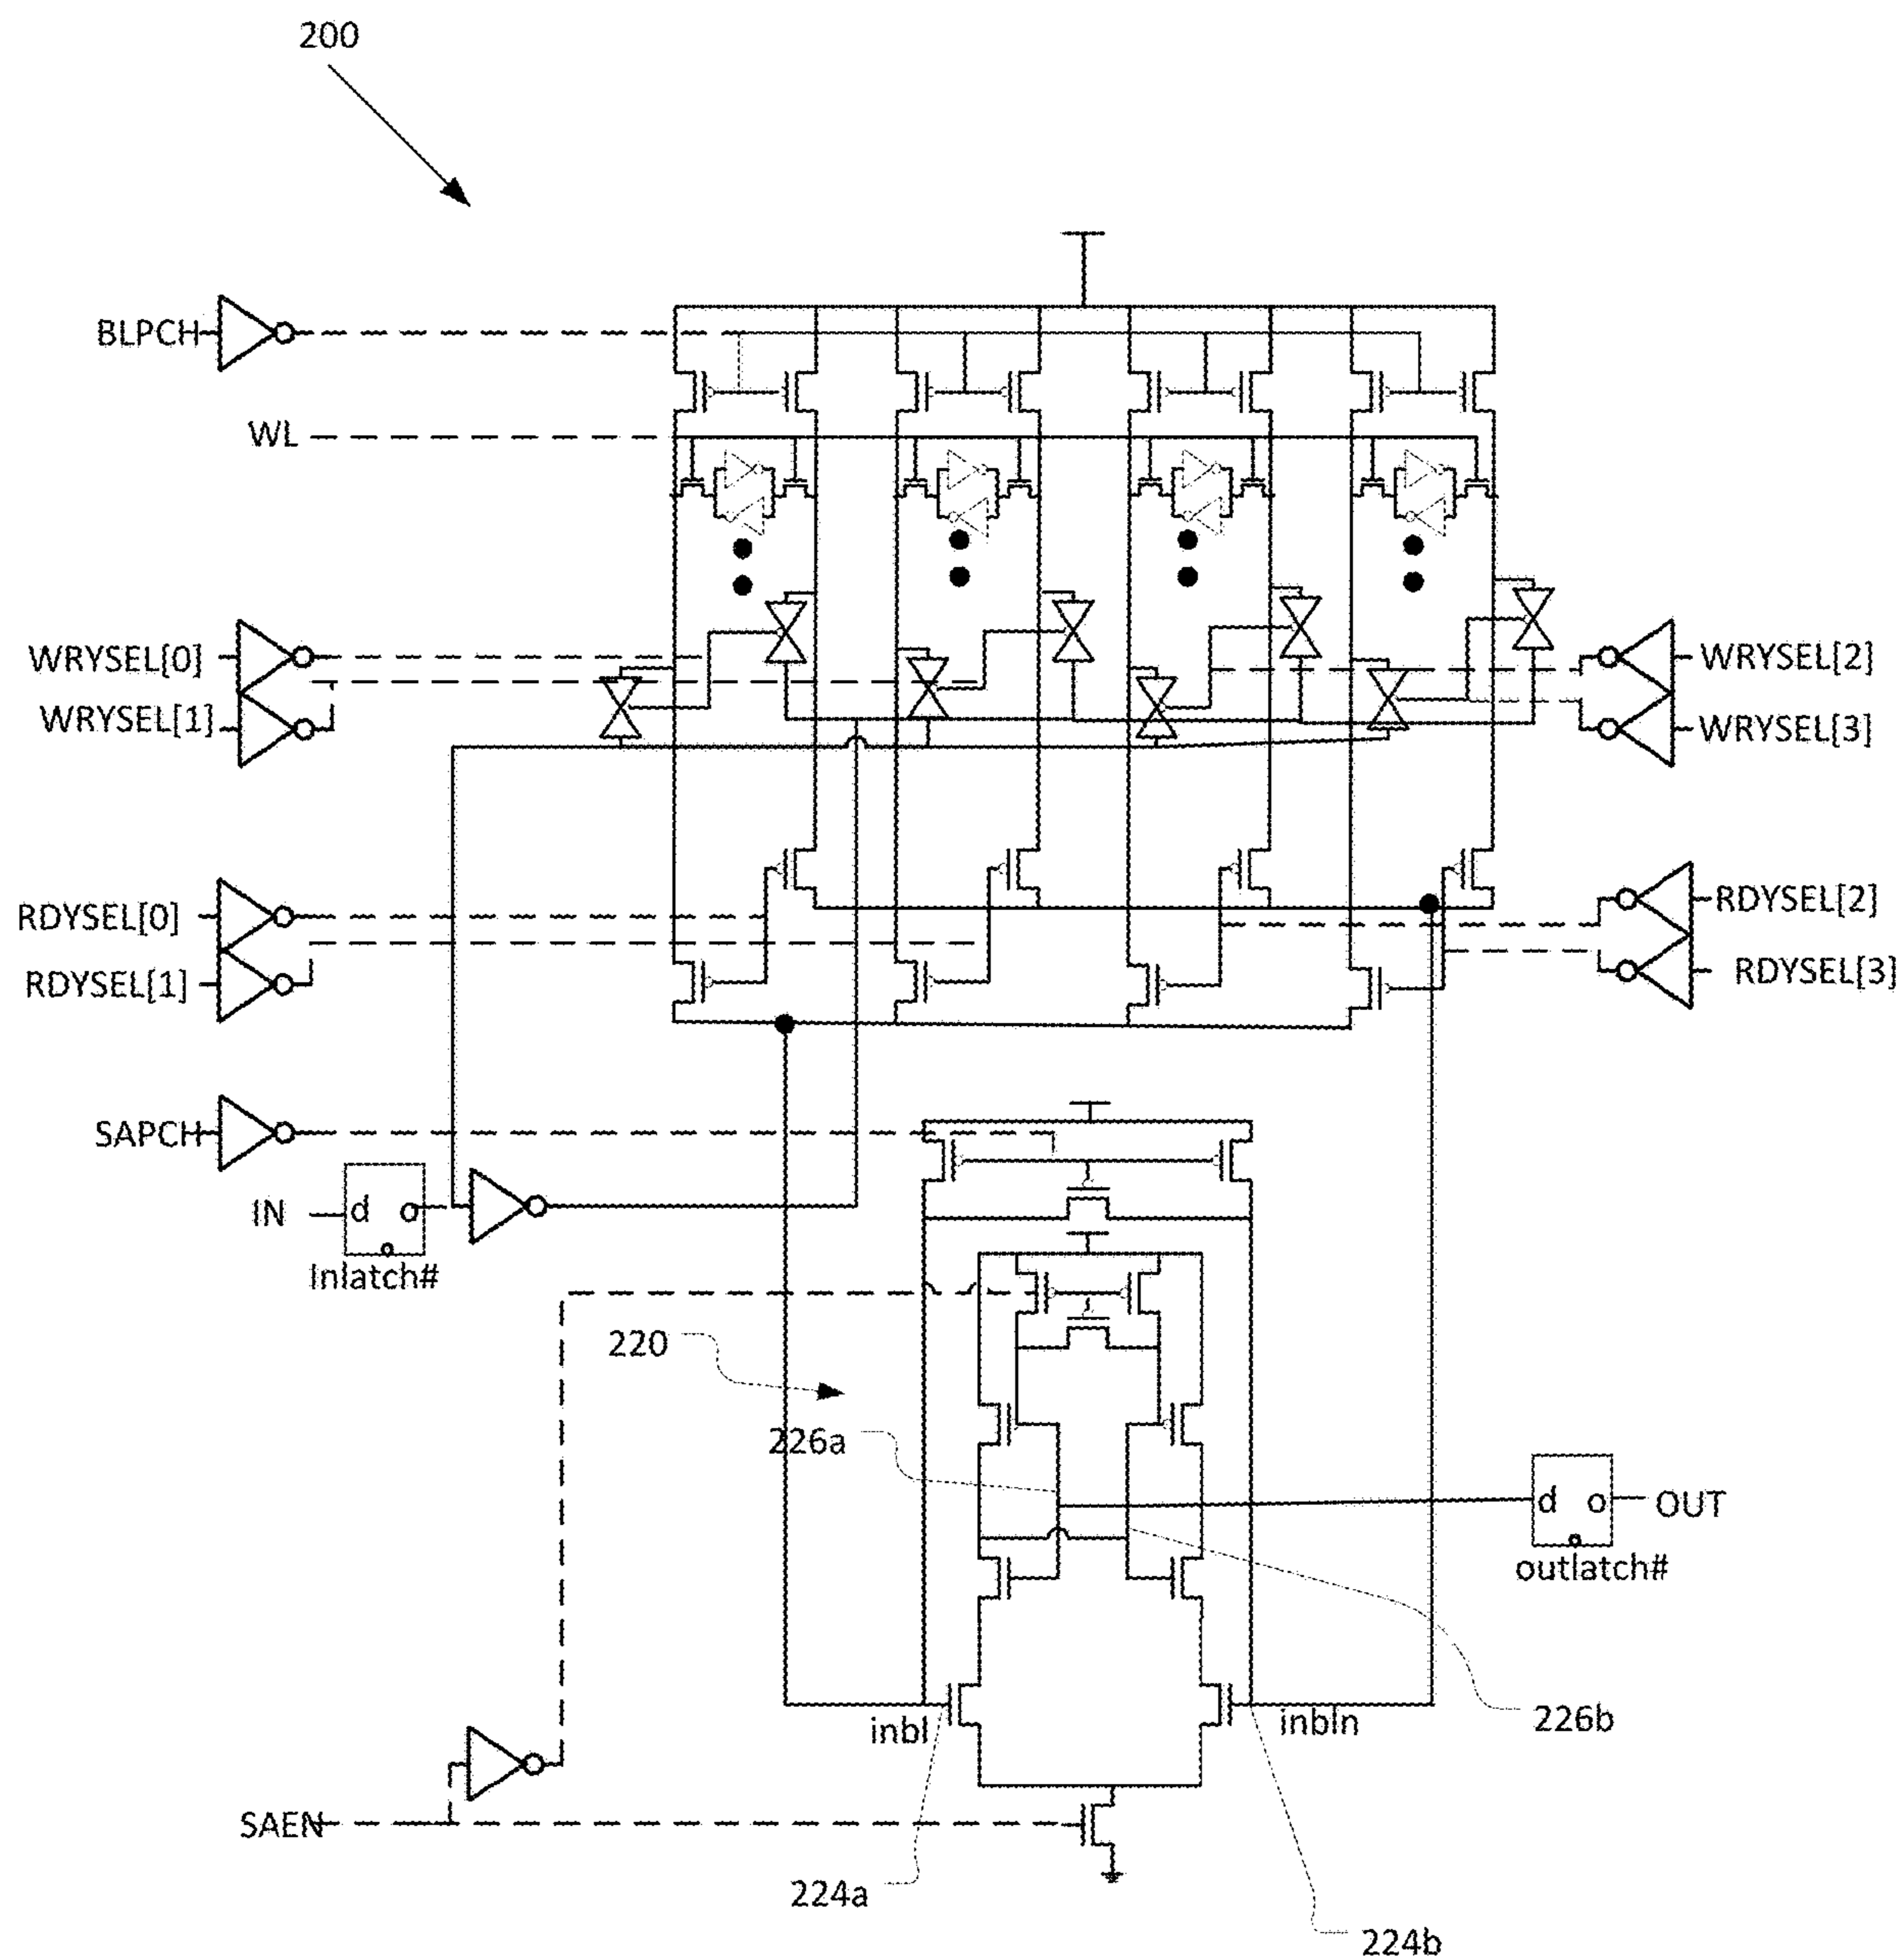 200
BLPCH
WL
WRYSEL[0]
WRYSEL[2]
WRYSEL[1]
WRYSEL[3]
RDYSEL[0]
RDYSEL[2]
RDYSEL[1]
RDYSEL[3]
SAPCH
IN
d o
Inlatch#
220
226a
d o
OUT
outlatch#
inbl
inbln
226b
SAEN
224a
224b